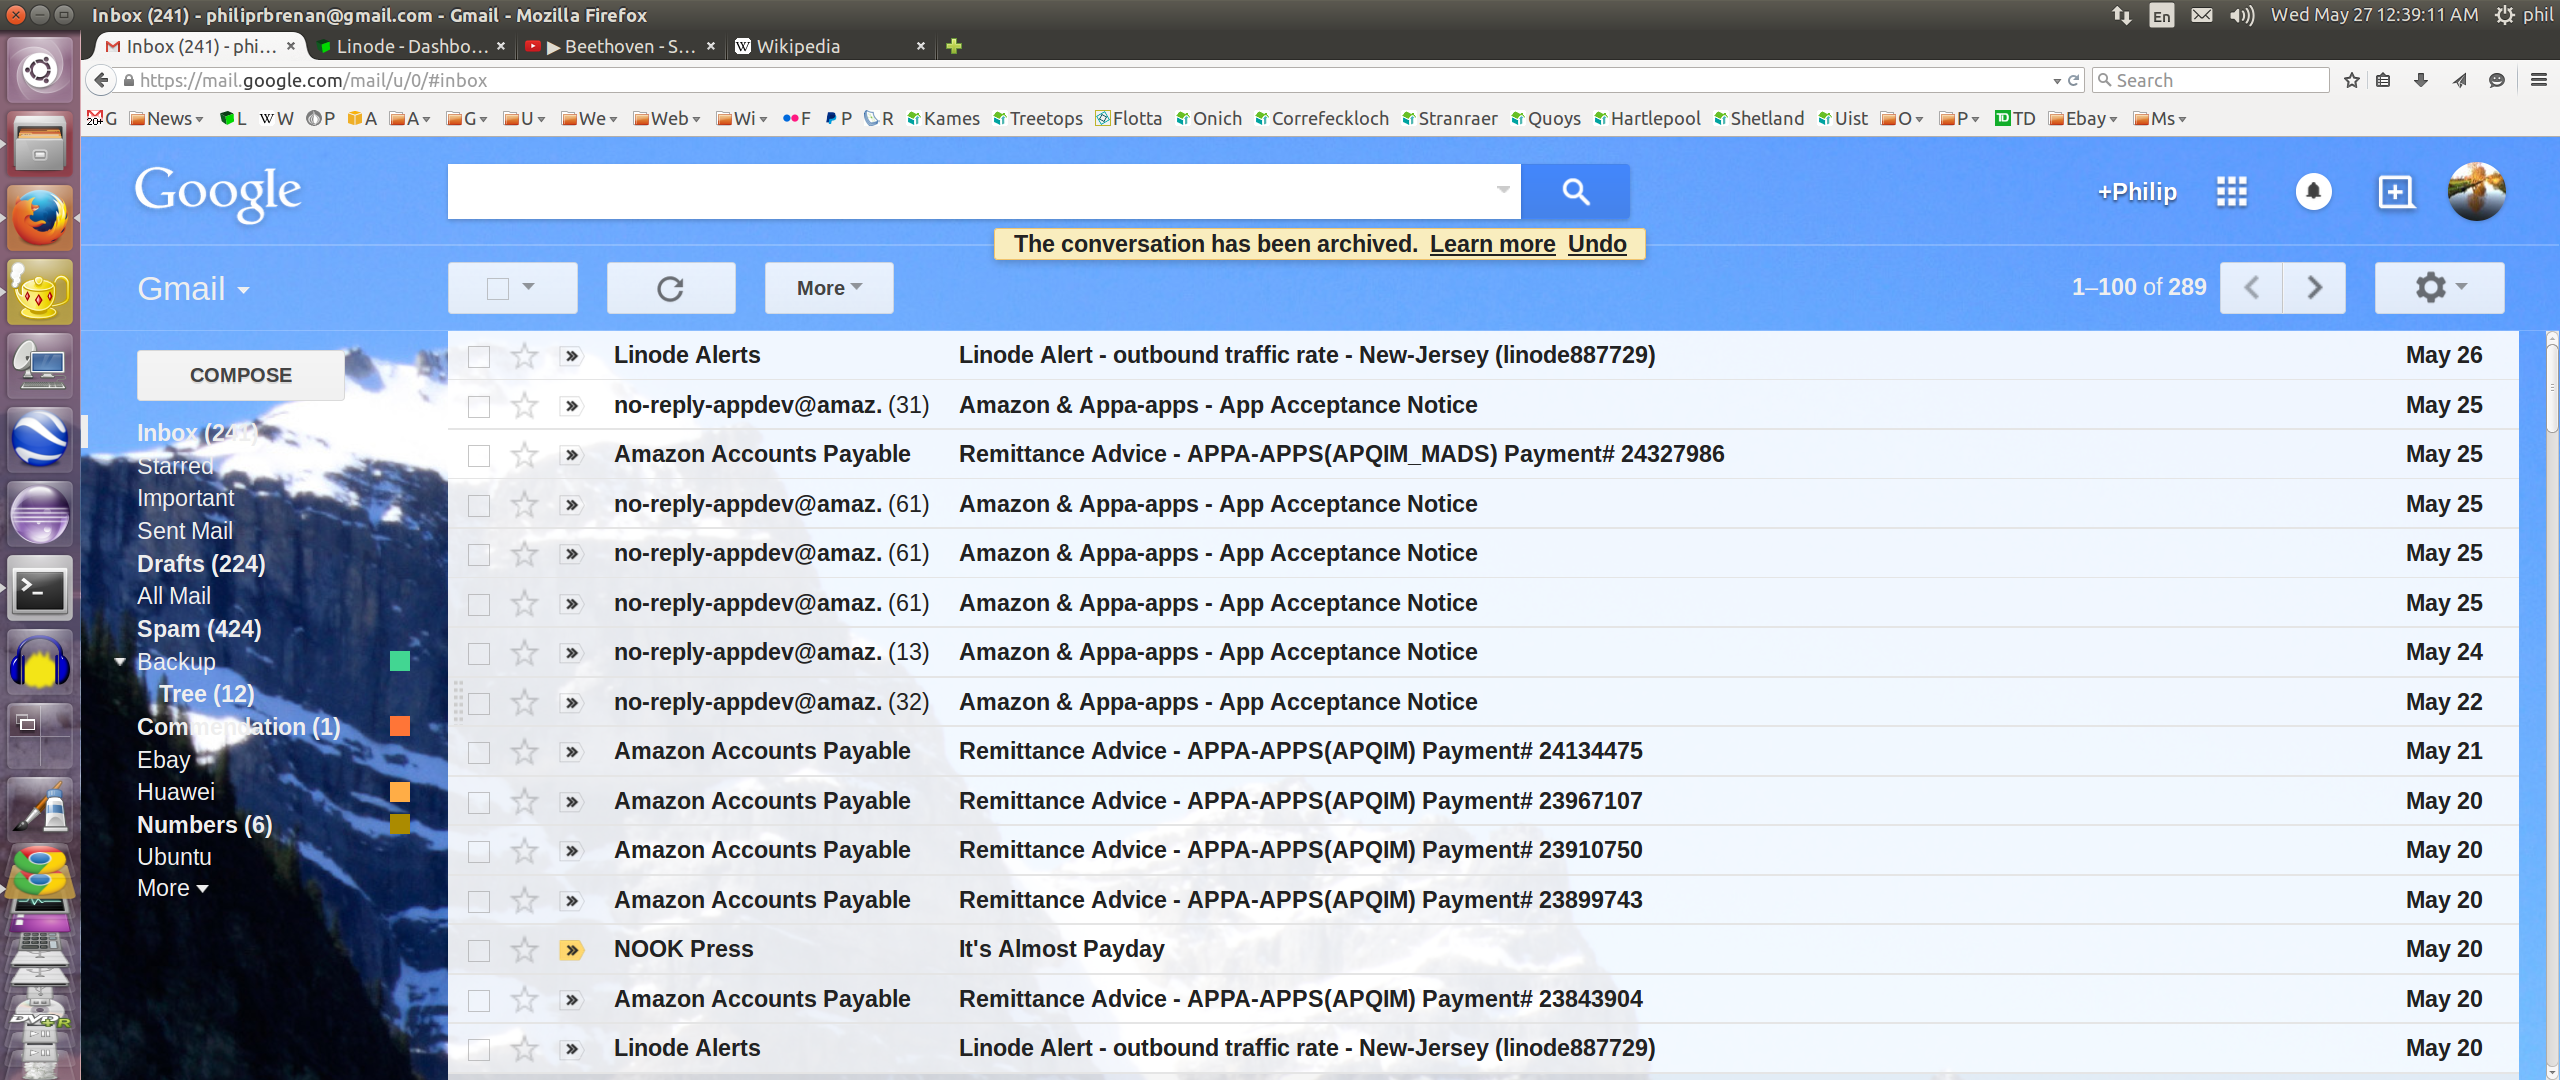 Inbox (241) - philiprbrenan@gmail.com - Gmail - Mozilla Firefox
En
Wed May 27 12:39:11 AM
phil
Inbox (241) - phi...
Linode - Dashbo...
▶ Beethoven - S...
Wikipedia
https://mail.google.com/mail/u/0/#inbox
Search
G News L W P A A G U We Web Wi F P R Kames Treetops Flotta Onich Correfeckloch Stranraer Quoys Hartlepool Shetland Uist O P TD Ebay Ms
Google
+Philip
The conversation has been archived. Learn more Undo
Gmail
More
1–100 of 289
COMPOSE
Inbox (241)
Starred
Important
Sent Mail
Drafts (224)
All Mail
Spam (424)
Backup
Tree (12)
Commendation (1)
Ebay
Huawei
Numbers (6)
Ubuntu
More
Linode Alerts Linode Alert - outbound traffic rate - New-Jersey (linode887729) May 26
no-reply-appdev@amaz. (31) Amazon & Appa-apps - App Acceptance Notice May 25
Amazon Accounts Payable Remittance Advice - APPA-APPS(APQIM_MADS) Payment# 24327986 May 25
no-reply-appdev@amaz. (61) Amazon & Appa-apps - App Acceptance Notice May 25
no-reply-appdev@amaz. (61) Amazon & Appa-apps - App Acceptance Notice May 25
no-reply-appdev@amaz. (61) Amazon & Appa-apps - App Acceptance Notice May 25
no-reply-appdev@amaz. (13) Amazon & Appa-apps - App Acceptance Notice May 24
no-reply-appdev@amaz. (32) Amazon & Appa-apps - App Acceptance Notice May 22
Amazon Accounts Payable Remittance Advice - APPA-APPS(APQIM) Payment# 24134475 May 21
Amazon Accounts Payable Remittance Advice - APPA-APPS(APQIM) Payment# 23967107 May 20
Amazon Accounts Payable Remittance Advice - APPA-APPS(APQIM) Payment# 23910750 May 20
Amazon Accounts Payable Remittance Advice - APPA-APPS(APQIM) Payment# 23899743 May 20
NOOK Press It's Almost Payday May 20
Amazon Accounts Payable Remittance Advice - APPA-APPS(APQIM) Payment# 23843904 May 20
Linode Alerts Linode Alert - outbound traffic rate - New-Jersey (linode887729) May 20